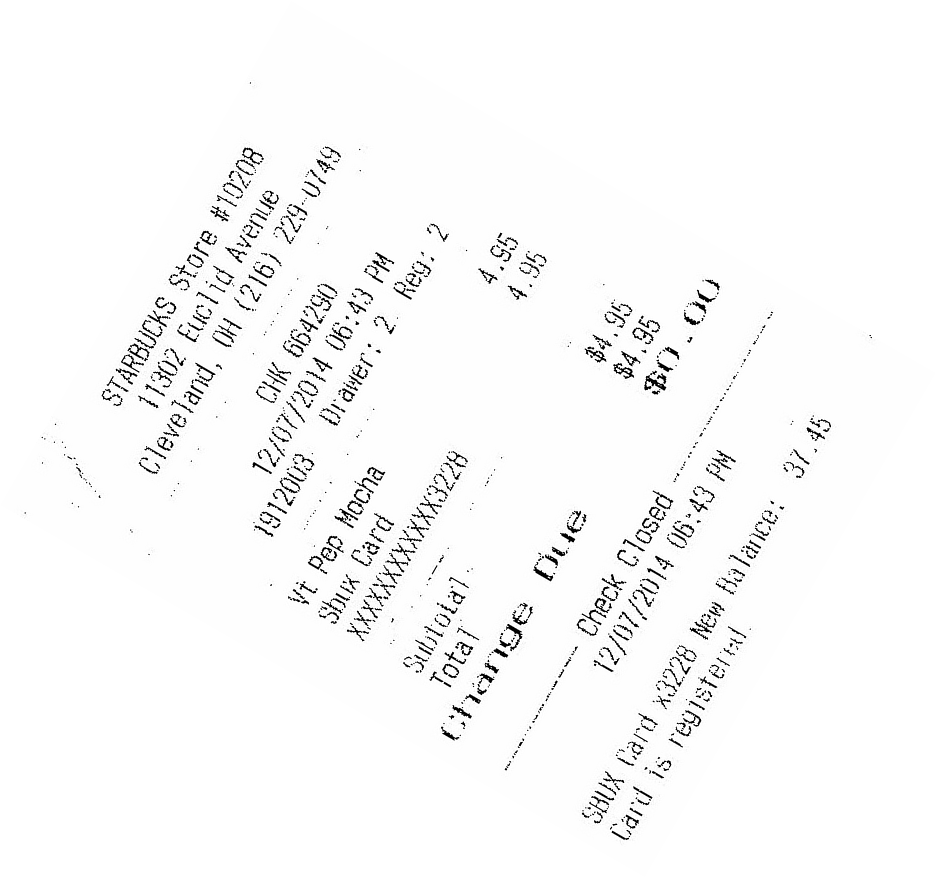 STARBUCKS Store #10208
11302 Euclid Avenue
Cleveland, OH (216) 229-0749
CHK 664290
12/07/2014 06:43 PM
1912003 Drawer: 2 Reg: 2
Vt Pep Mocha 4.95
Sbux Card 4.95
XXXXXXXXXXXX3228
Subtotal $4.95
Total $4.95
Change Due $0.00
Check Closed
12/07/2014 06:43 PM
SBUX Card x3228 New Balance: 37.45
Card is registered